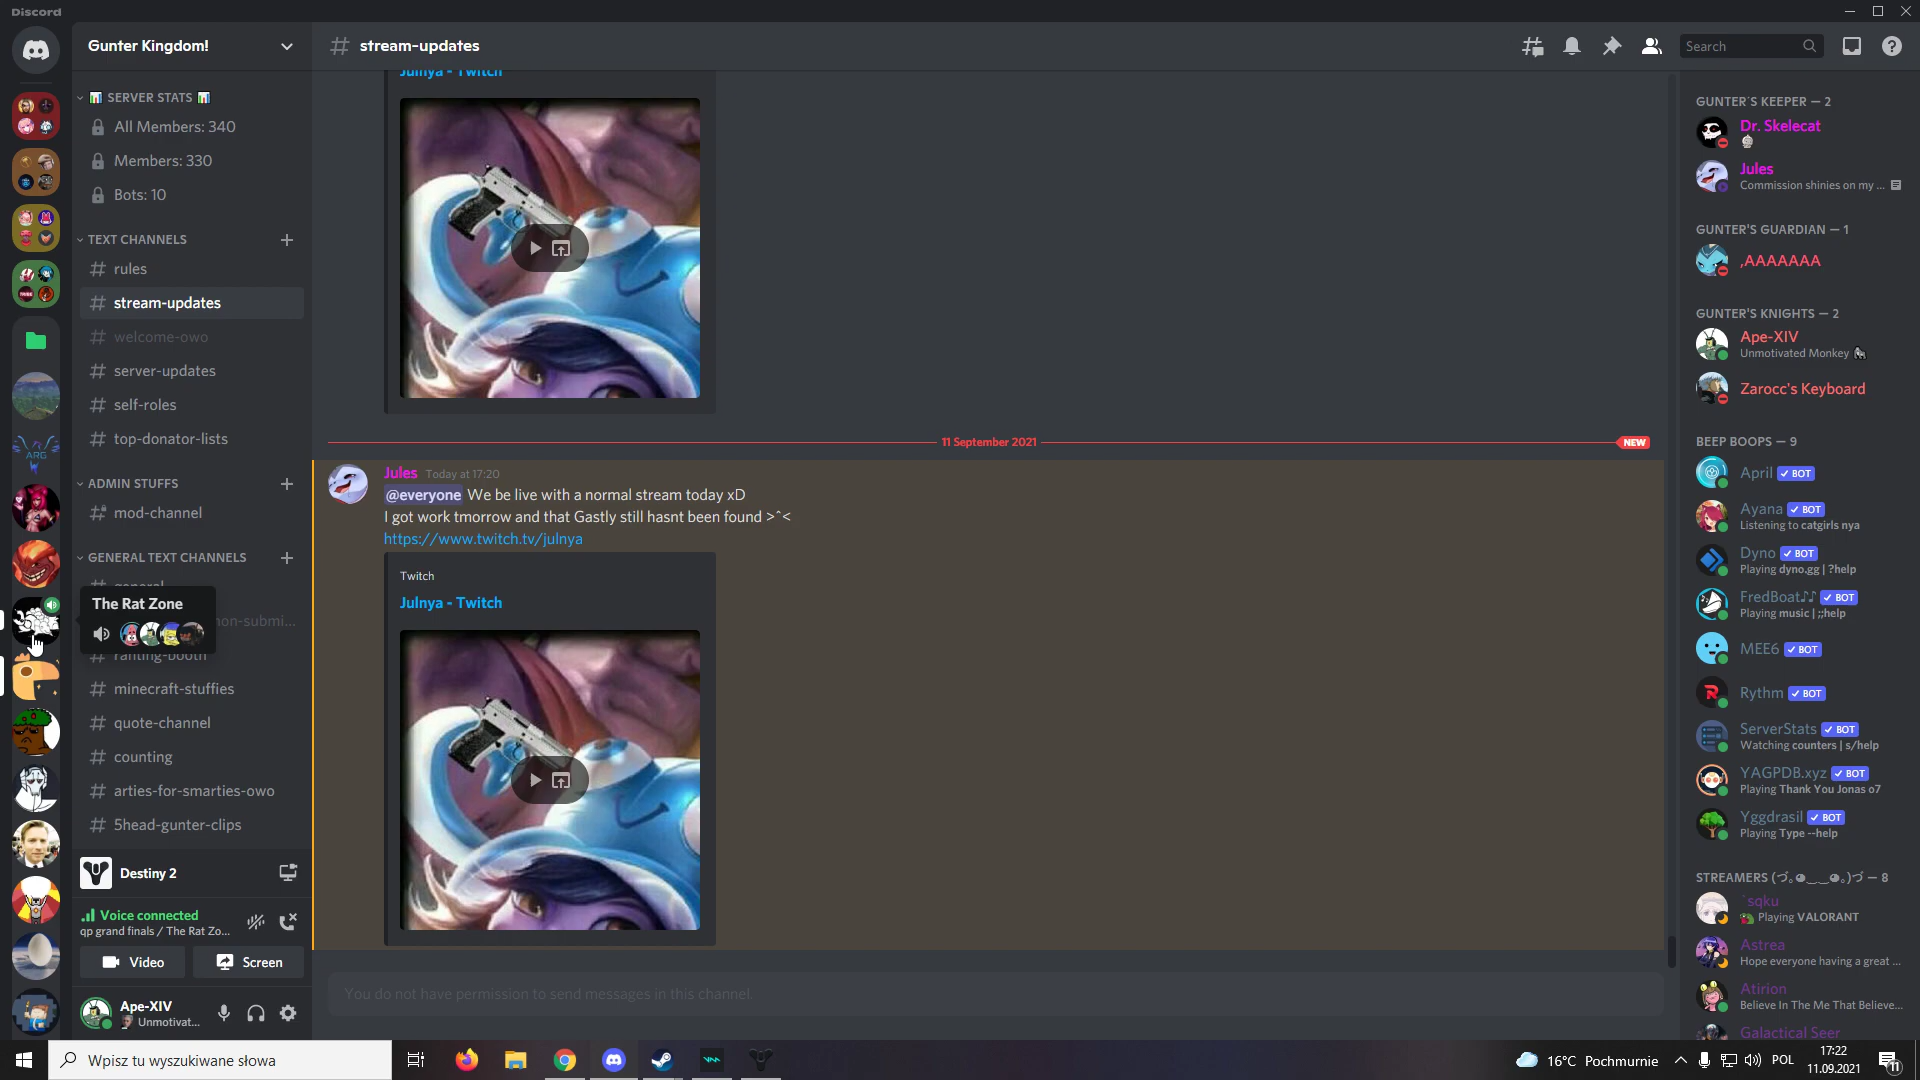 Discord
Gunter Kingdom!
SERVER STATS
All Members: 340
Members: 330
Bots: 10
TEXT CHANNELS
rules
stream-updates
welcome-owo
server-updates
self-roles
top-donator-lists
ADMIN STUFFS
mod-channel
GENERAL TEXT CHANNELS
general
The Rat Zone
non-submi...
ranting-booth
minecraft-stuffies
quote-channel
counting
arties-for-smarties-owo
5head-gunter-clips
Destiny 2
Voice connected
qp grand finals / The Rat Zo...
Video
Screen
Ape-XIV
Unmotivat...
stream-updates
Search
Julnya - Twitch
11 September 2021
NEW
Jules Today at 17:20
@everyone We be live with a normal stream today xD
I got work tmorrow and that Gastly still hasnt been found >^<
https://www.twitch.tv/julnya
Twitch
Julnya - Twitch
You do not have permission to send messages in this channel.
GUNTER'S KEEPER — 2
Dr. Skelecat
Jules
Commission shinies on my ...
GUNTER'S GUARDIAN — 1
,AAAAAAA
GUNTER'S KNIGHTS — 2
Ape-XIV
Unmotivated Monkey
Zarocc's Keyboard
BEEP BOOPS — 9
April BOT
Ayana BOT
Listening to catgirls nya
Dyno BOT
Playing dyno.gg | ?help
FredBoat♪♪ BOT
Playing music | ;;help
MEE6 BOT
Rythm BOT
ServerStats BOT
Watching counters | s/help
YAGPDB.xyz BOT
Playing Thank You Jonas o7
Yggdrasil BOT
Playing Type --help
STREAMERS (づ｡◕‿‿◕｡)づ — 8
`sqku
Playing VALORANT
Astrea
Hope everyone having a great ...
Atirion
Believe In The Me That Believe...
Galactical Seer
Wpisz tu wyszukiwane słowa
16°C Pochmurnie
POL
17:22
11.09.2021
11
ARG